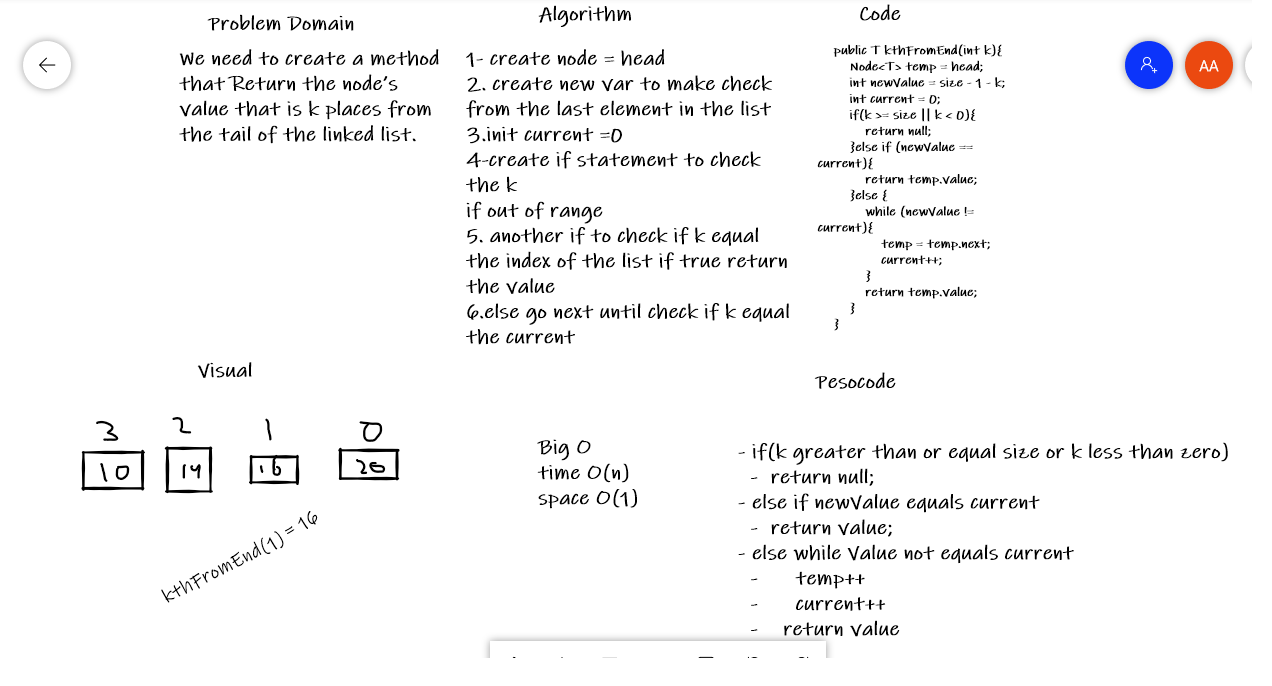 Problem Domain
We need to create a method
that Return the node's
value that is k places from
the tail of the linked list.
Algorithm
1- create node = head
2. create new var to make check
from the last element in the list
3.init current =0
4-create if statement to check
the k
if out of range
5. another if to check if k equal
the index of the list if true return
the value
6.else go next until check if k equal
the current
Code
public T kthFromEnd(int k){
Node<T> temp = head;
int newValue = size - 1 - k;
int current = 0;
if(k >= size || k < 0){
return null;
}else if (newValue ==
current){
return temp.value;
}else {
while (newValue !=
current){
temp = temp.next;
current++;
}
return temp.value;
}
}
AA
Visual
3 2 1 0
10 14 16 20
kthFromEnd(1) = 16
Big O
time O(n)
space O(1)
Pesocode
- if(k greater than or equal size or k less than zero)
- return null;
- else if newValue equals current
- return value;
- else while Value not equals current
- temp++
- current++
- return value